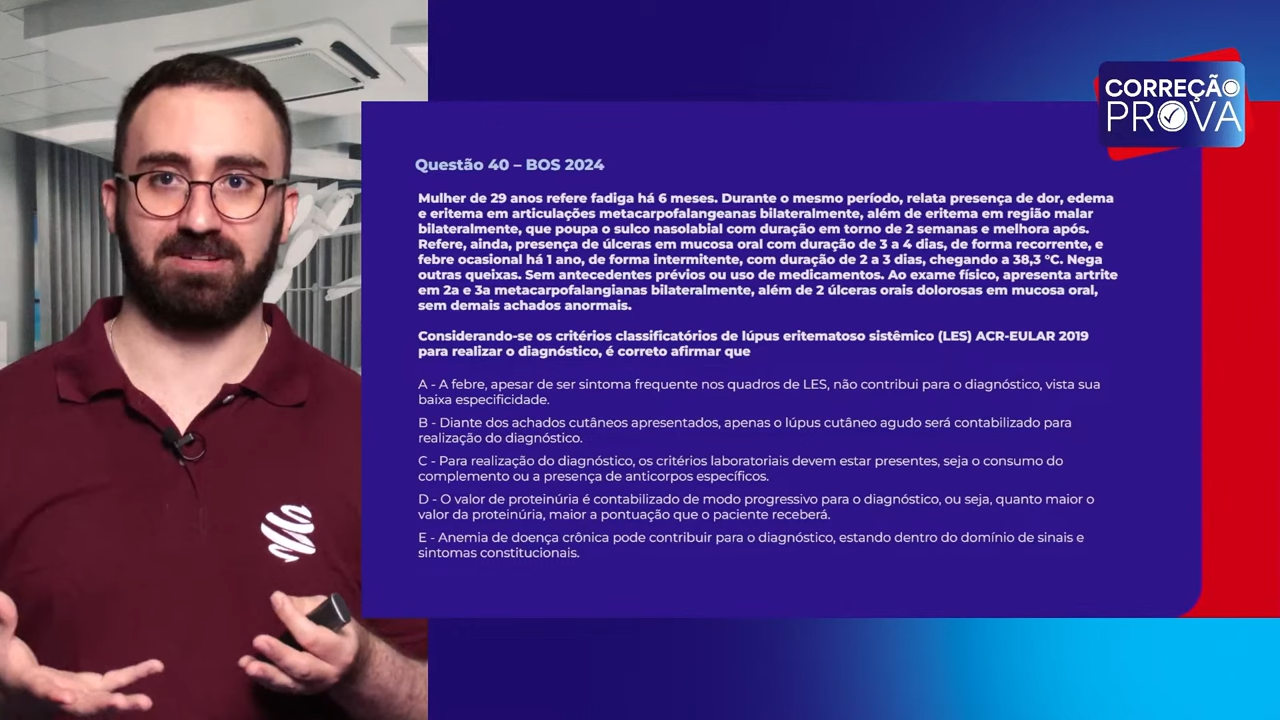 CORREÇÃO
PROVA
Questão 40 – BOS 2024
Mulher de 29 anos refere fadiga há 6 meses. Durante o mesmo período, relata presença de dor, edema
e eritema em articulações metacarpofalangeanas bilateralmente, além de eritema em região malar
bilateralmente, que poupa o sulco nasolabial com duração em torno de 2 semanas e melhora após.
Refere, ainda, presença de úlceras em mucosa oral com duração de 3 a 4 dias, de forma recorrente, e
febre ocasional há 1 ano, de forma intermitente, com duração de 2 a 3 dias, chegando a 38,3 °C. Nega
outras queixas. Sem antecedentes prévios ou uso de medicamentos. Ao exame físico, apresenta artrite
em 2a e 3a metacarpofalangianas bilateralmente, além de 2 úlceras orais dolorosas em mucosa oral,
sem demais achados anormais.
Considerando-se os critérios classificatórios de lúpus eritematoso sistêmico (LES) ACR-EULAR 2019
para realizar o diagnóstico, é correto afirmar que
A - A febre, apesar de ser sintoma frequente nos quadros de LES, não contribui para o diagnóstico, vista sua
baixa especificidade.
B - Diante dos achados cutâneos apresentados, apenas o lúpus cutâneo agudo será contabilizado para
realização do diagnóstico.
C - Para realização do diagnóstico, os critérios laboratoriais devem estar presentes, seja o consumo do
complemento ou a presença de anticorpos específicos.
D - O valor de proteinúria é contabilizado de modo progressivo para o diagnóstico, ou seja, quanto maior o
valor da proteinúria, maior a pontuação que o paciente receberá.
E - Anemia de doença crônica pode contribuir para o diagnóstico, estando dentro do domínio de sinais e
sintomas constitucionais.